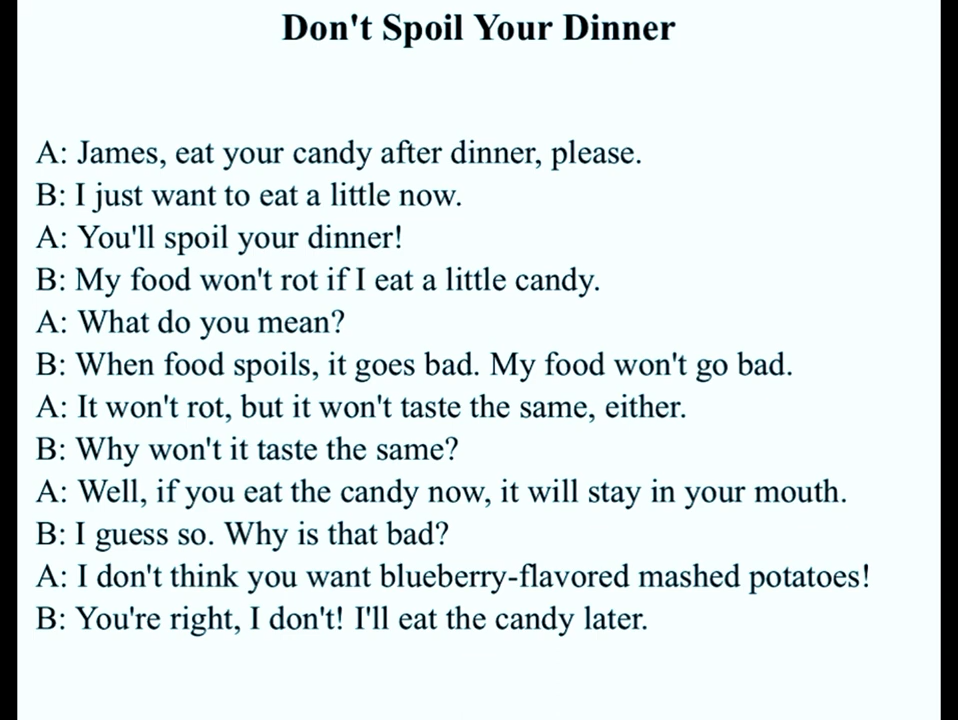 Don't Spoil Your Dinner
A: James, eat your candy after dinner, please.
B: I just want to eat a little now.
A: You'll spoil your dinner!
B: My food won't rot if I eat a little candy.
A: What do you mean?
B: When food spoils, it goes bad. My food won't go bad.
A: It won't rot, but it won't taste the same, either.
B: Why won't it taste the same?
A: Well, if you eat the candy now, it will stay in your mouth.
B: I guess so. Why is that bad?
A: I don't think you want blueberry-flavored mashed potatoes!
B: You're right, I don't! I'll eat the candy later.